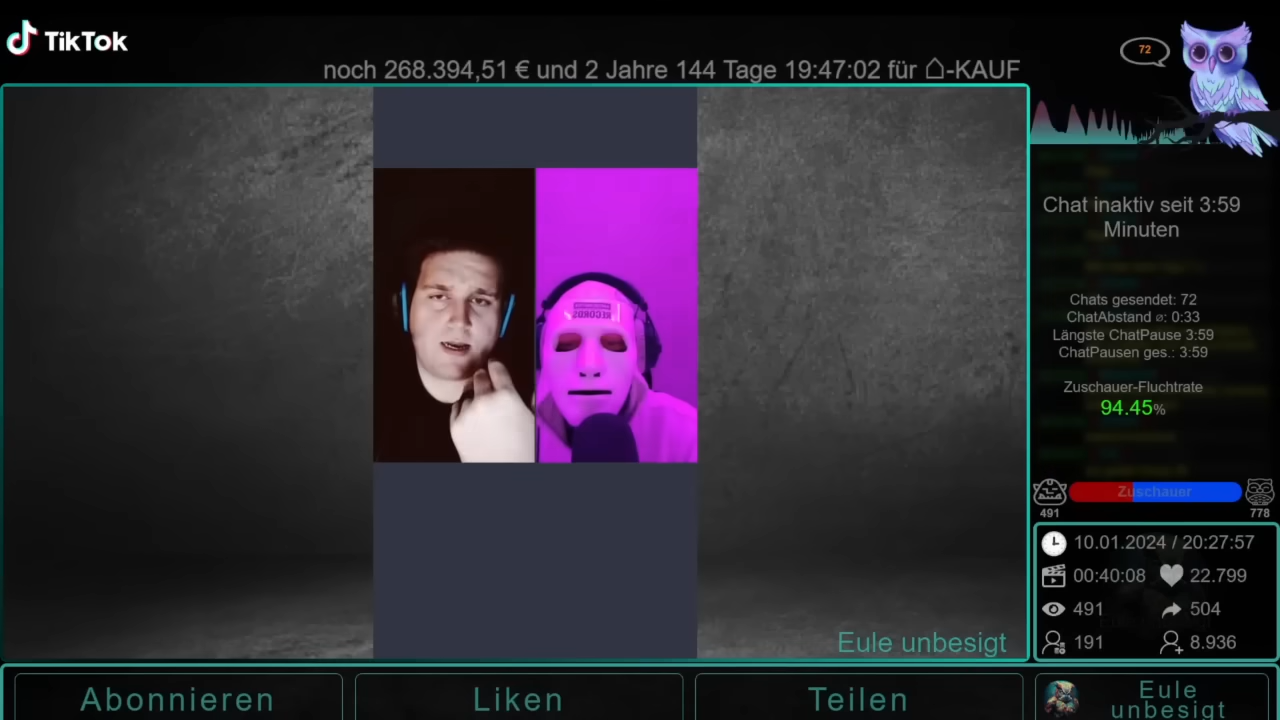 TikTok
noch 268.394,51 € und 2 Jahre 144 Tage 19:47:02 für ⌂-KAUF
72
Chat inaktiv seit 3:59
Minuten
Chats gesendet: 72
ChatAbstand ⌀: 0:33
Längste ChatPause 3:59
ChatPausen ges.: 3:59
Zuschauer-Fluchtrate
94.45%
RECORDS
Zuschauer
491
778
10.01.2024 / 20:27:57
00:40:08
22.799
491
504
191
8.936
Eule unbesigt
Abonnieren
Liken
Teilen
Eule
unbesigt